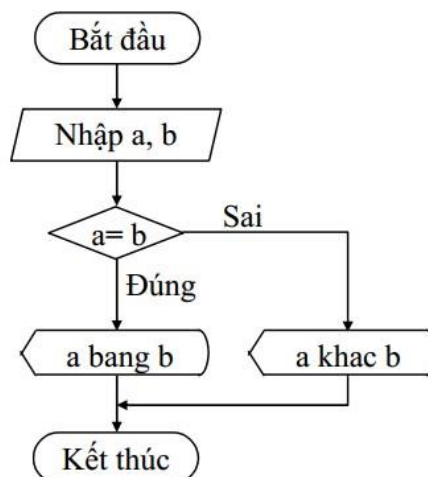 Bắt đầu
Nhập a, b
a= b
Sai
Đúng
a bang b
a khac b
Kết thúc